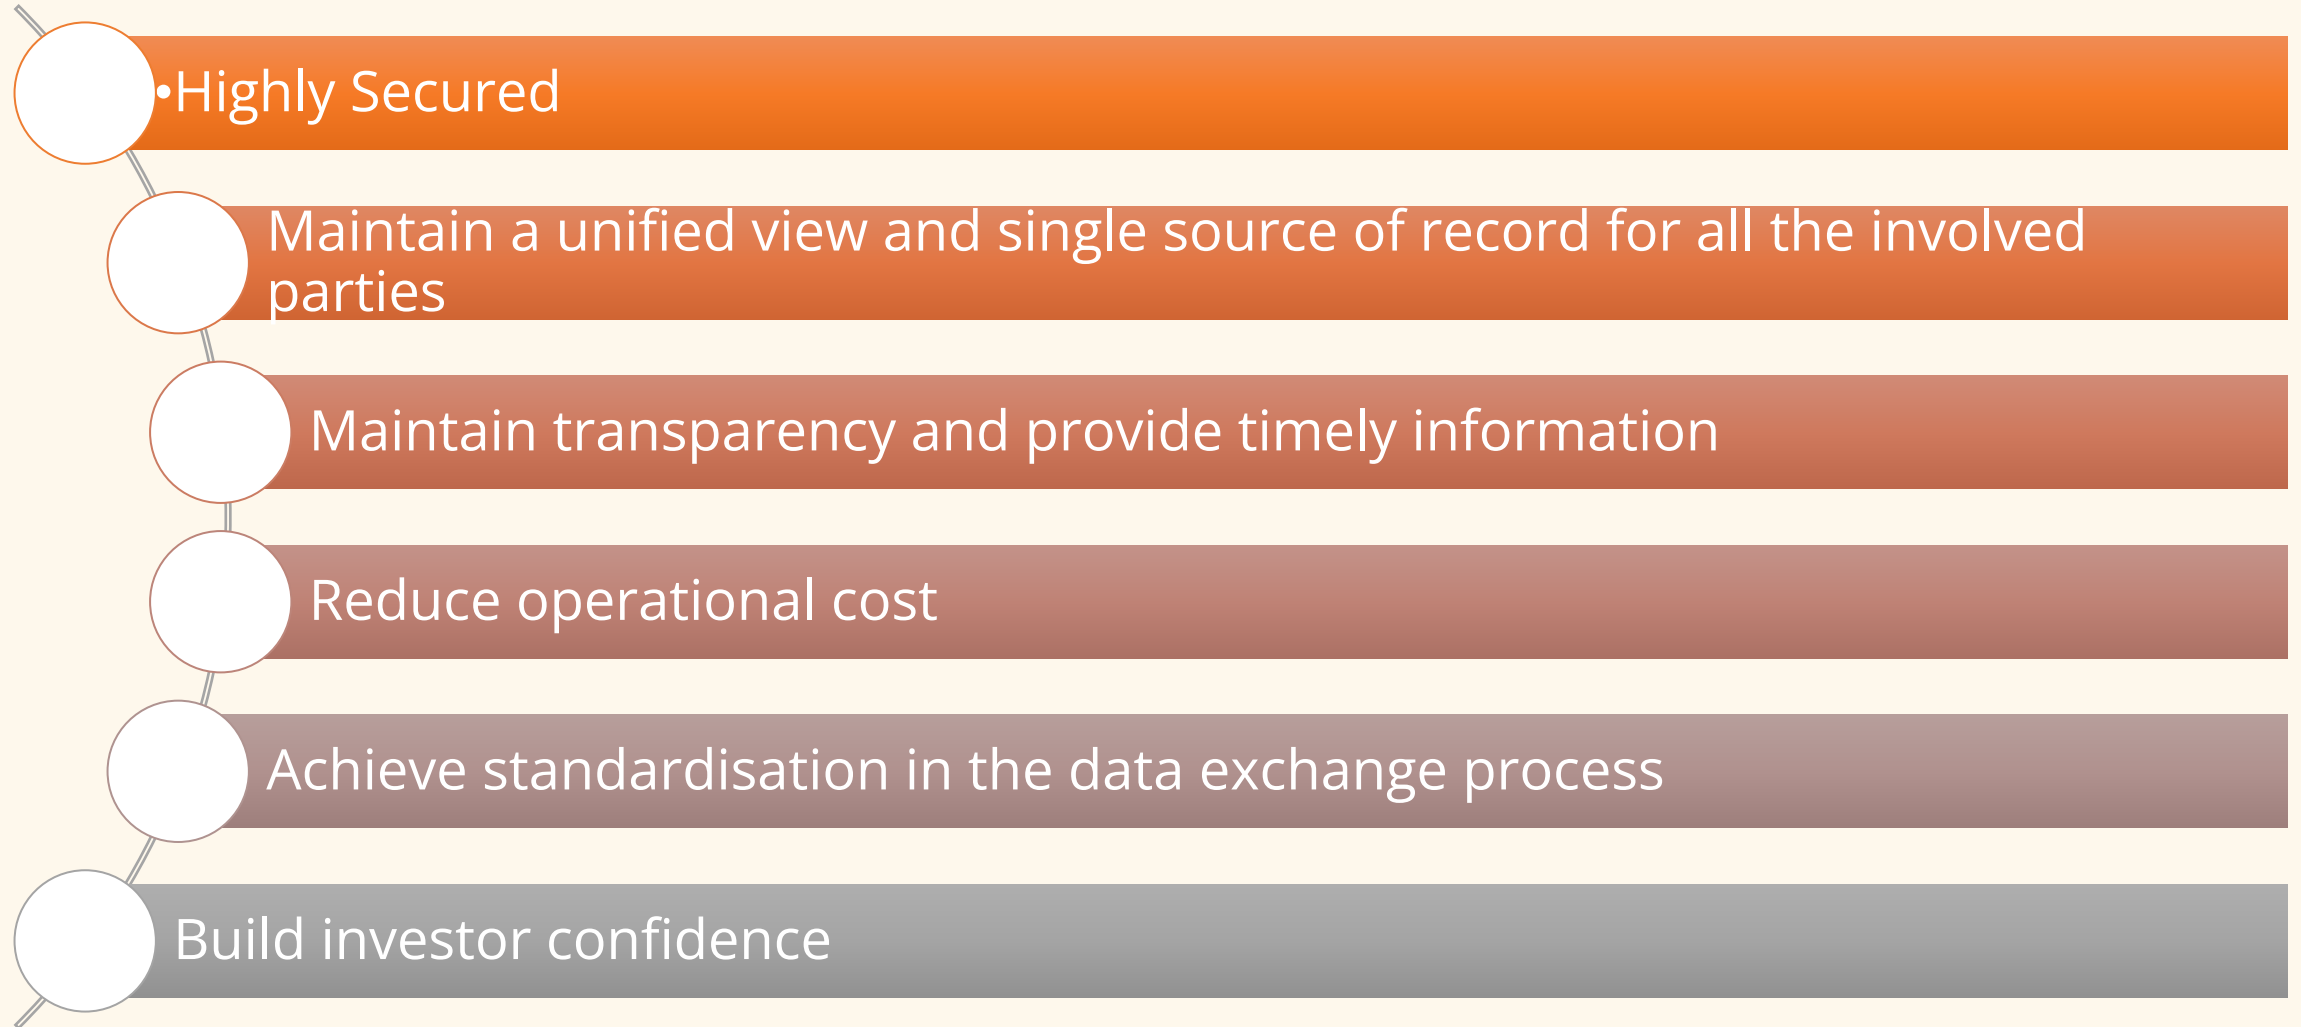 •Highly Secured
Maintain a unified view and single source of record for all the involved
parties
Maintain transparency and provide timely information
Reduce operational cost
Achieve standardisation in the data exchange process
Build investor confidence